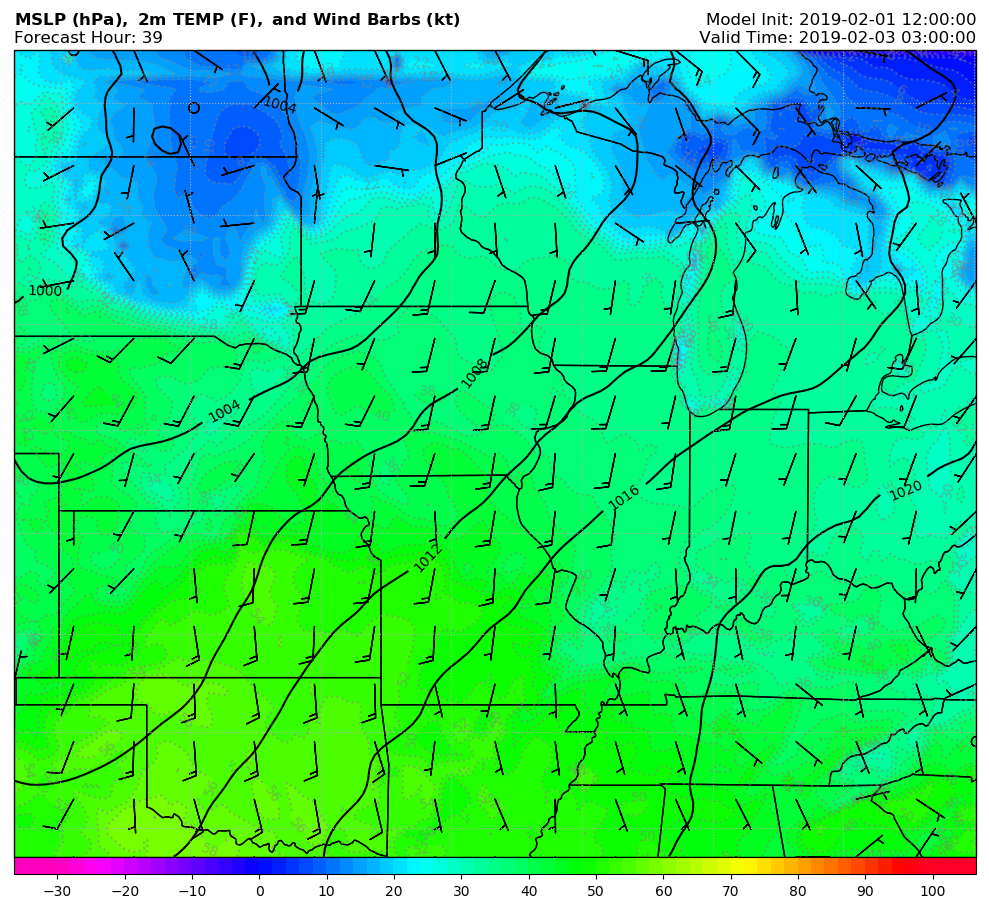 MSLP (hPa), 2m TEMP (F), and Wind Barbs (kt)
Model Init: 2019-02-01 12:00:00
Forecast Hour: 39
Valid Time: 2019-02-03 03:00:00
1004
1000
1008
1004
1020
1016
1012
−30 −20 −10 0 10 20 30 40 50 60 70 80 90 100